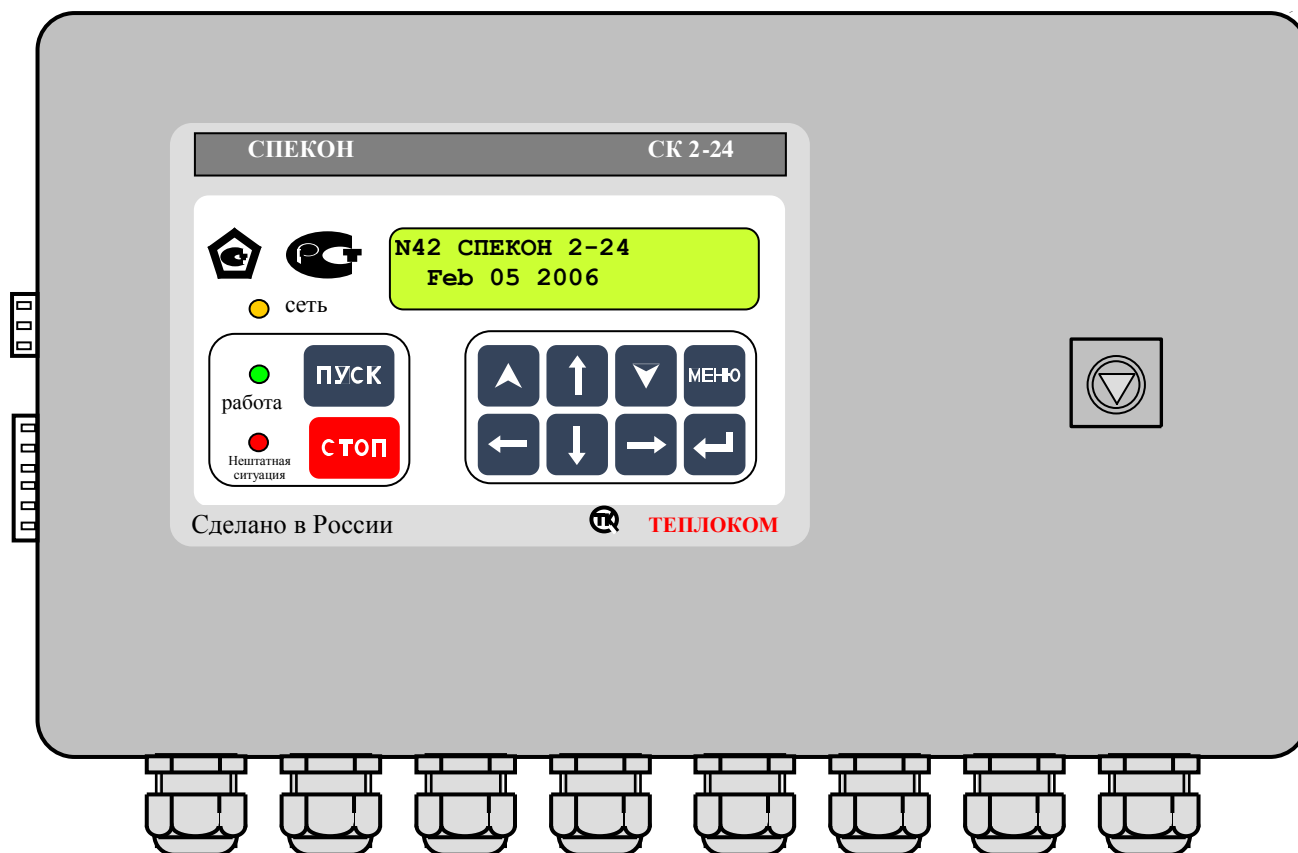 СПЕКОН СК 2-24
N42 СПЕКОН 2-24
Feb 05 2006
сеть
ПУСК
работа
СТОП
Нештатная
ситуация
МЕНЮ
Сделано в России
ТЕПЛОКОМ